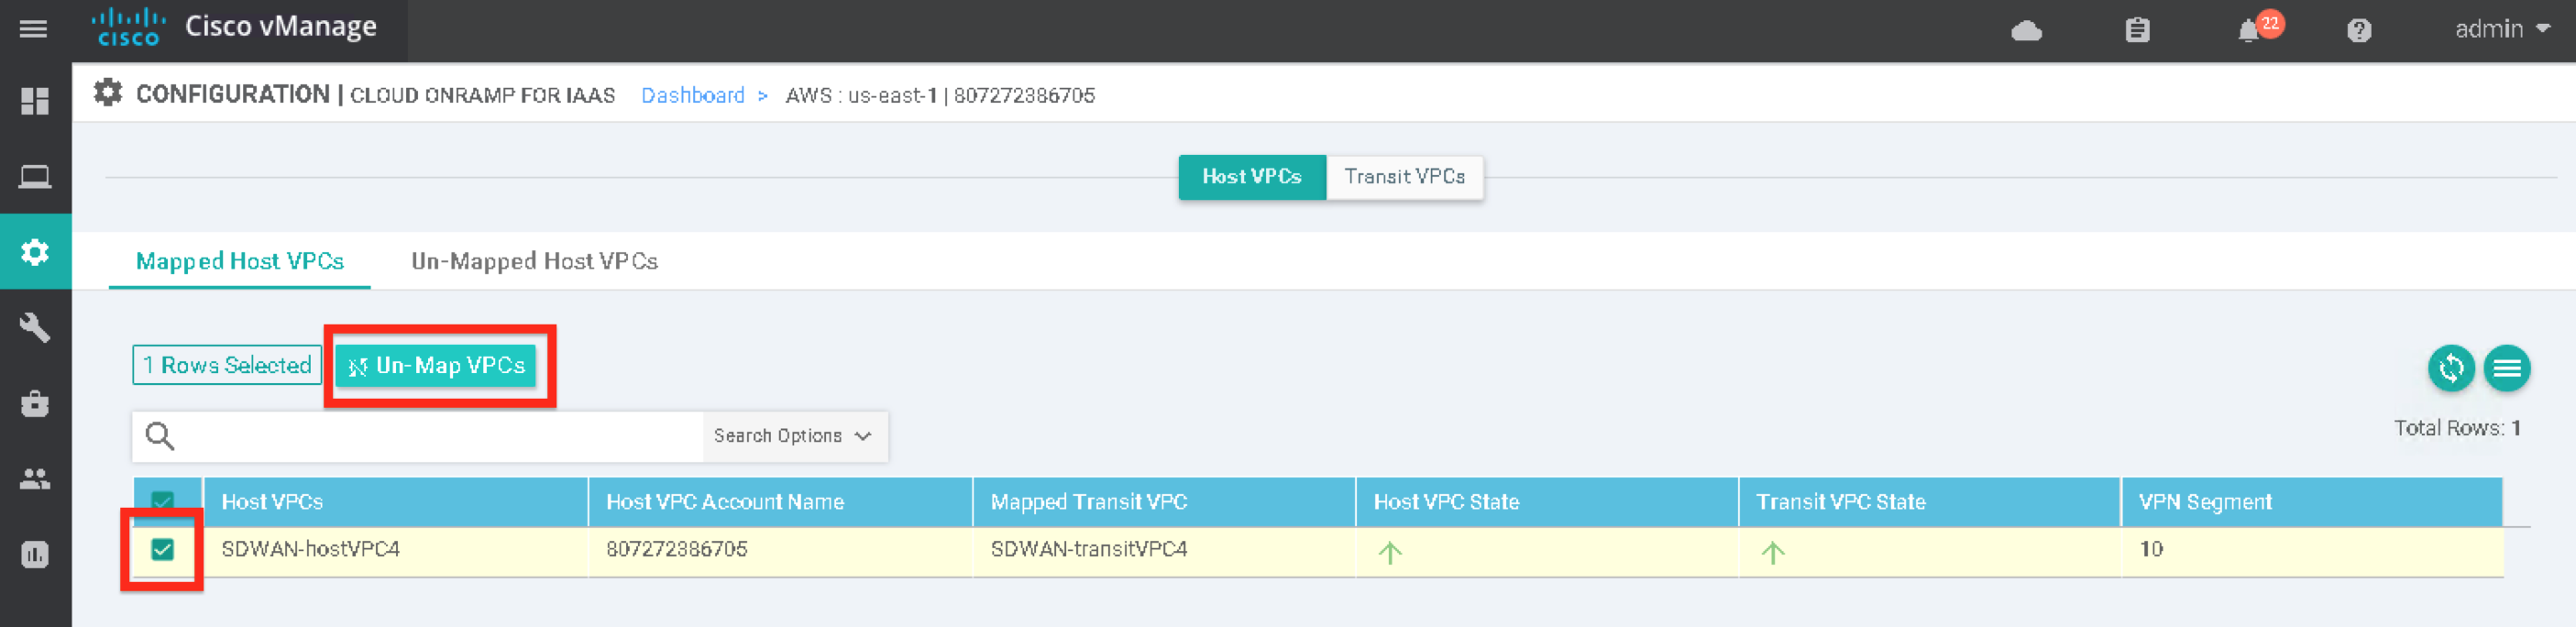 cisco Cisco vManage 22 admin
CONFIGURATION | CLOUD ONRAMP FOR IAAS Dashboard > AWS : us-east-1 | 807272386705
Host VPCs Transit VPCs
Mapped Host VPCs Un-Mapped Host VPCs
1 Rows Selected Un-Map VPCs
Search Options
Total Rows: 1
Host VPCs Host VPC Account Name Mapped Transit VPC Host VPC State Transit VPC State VPN Segment
SDWAN-hostVPC4 807272386705 SDWAN-transitVPC4 10